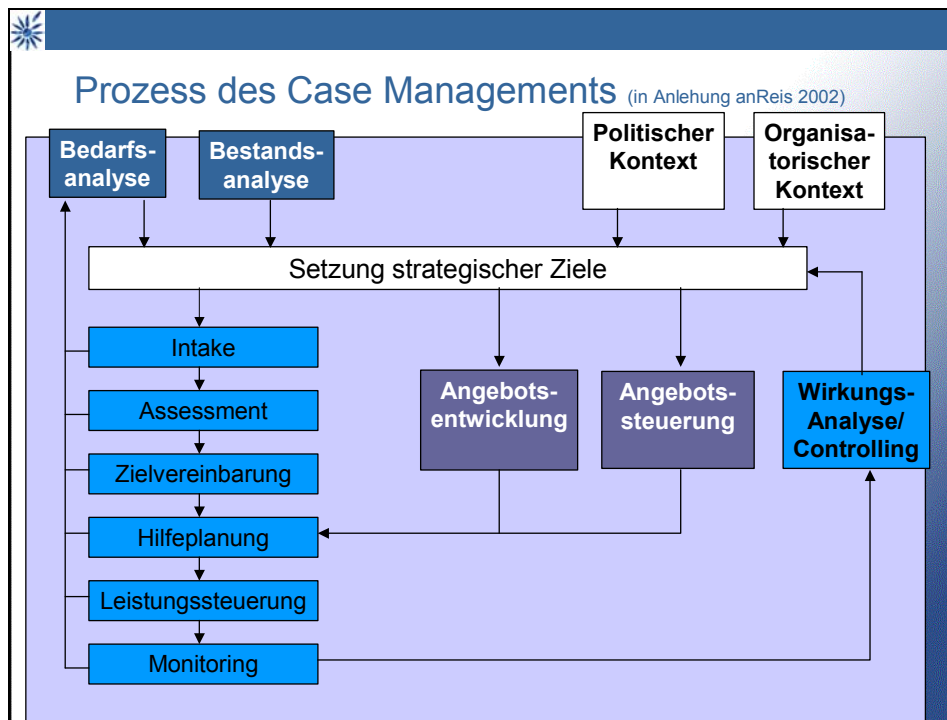 Prozess des Case Managements (in Anlehung anReis 2002)
Bedarfs-
analyse
Bestands-
analyse
Politischer
Kontext
Organisa-
torischer
Kontext
Setzung strategischer Ziele
Intake
Assessment
Zielvereinbarung
Hilfeplanung
Leistungssteuerung
Monitoring
Angebots-
entwicklung
Angebots-
steuerung
Wirkungs-
Analyse/
Controlling